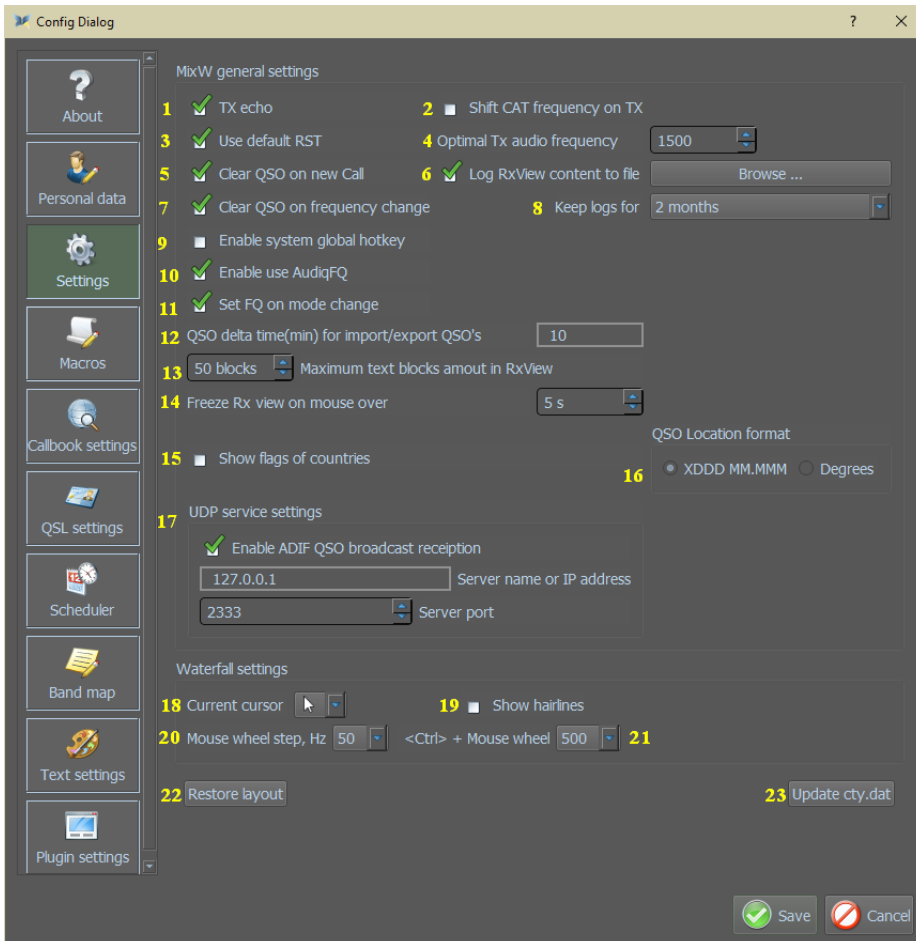 Config Dialog ? ×
MixW general settings
About
1 TX echo 2 Shift CAT frequency on TX
3 Use default RST 4 Optimal Tx audio frequency 1500
5 Clear QSO on new Call 6 Log RxView content to file Browse ...
Personal data
7 Clear QSO on frequency change 8 Keep logs for 2 months
9 Enable system global hotkey
10 Enable use AudiqFQ
Settings
11 Set FQ on mode change
12 QSO delta time(min) for import/export QSO's 10
Macros
13 50 blocks Maximum text blocks amout in RxView
14 Freeze Rx view on mouse over 5 s
QSO Location format
Callbook settings
15 Show flags of countries
16 XDDD MM.MMM Degrees
17 UDP service settings
QSL settings
Enable ADIF QSO broadcast receiption
127.0.0.1 Server name or IP address
Scheduler
2333 Server port
Waterfall settings
Band map
18 Current cursor 19 Show hairlines
20 Mouse wheel step, Hz 50 <Ctrl> + Mouse wheel 500 21
Text settings
22 Restore layout 23 Update cty.dat
Plugin settings
Save Cancel